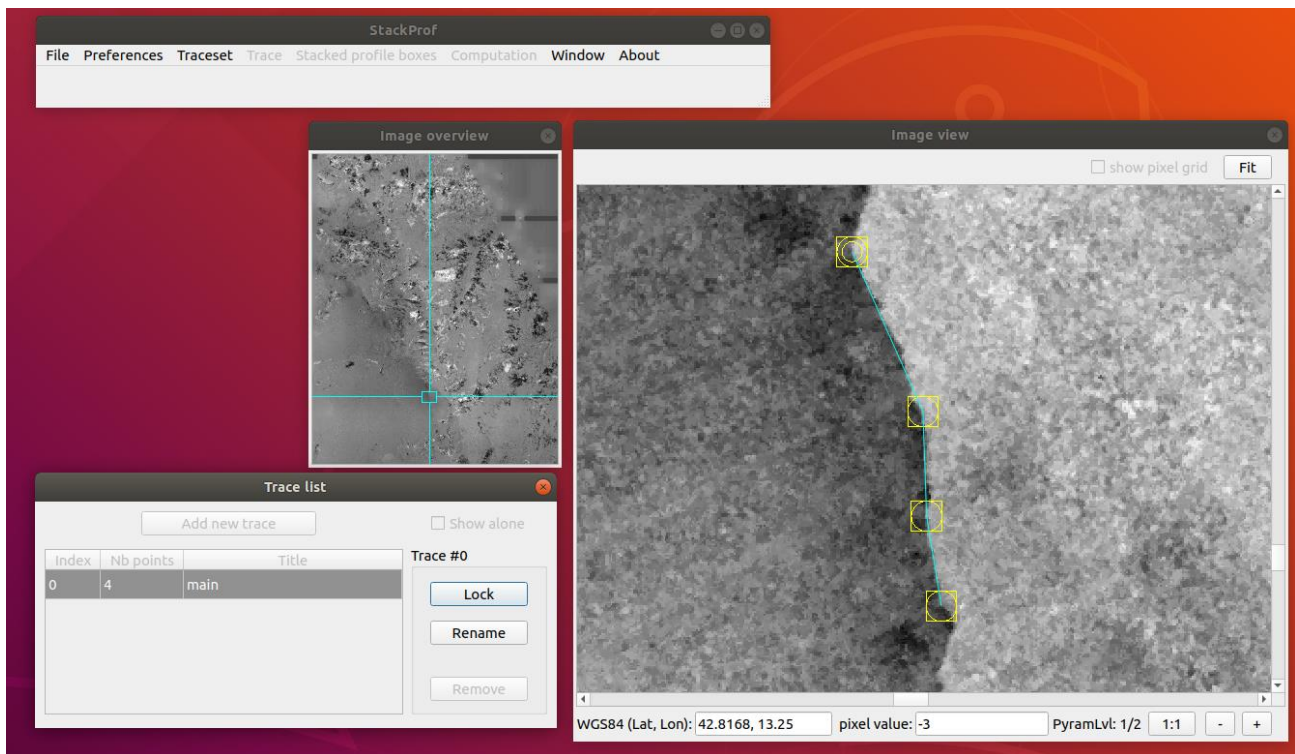 StackProf
File Preferences Traceset Trace Stacked profile boxes Computation Window About
Image overview
Image view
show pixel grid Fit
Trace list
Add new trace Show alone
Index Nb points Title
0 4 main
Trace #0
Lock
Rename
Remove
WGS84 (Lat, Lon): 42.8168, 13.25 pixel value: -3 PyramLvl: 1/2 1:1 - +